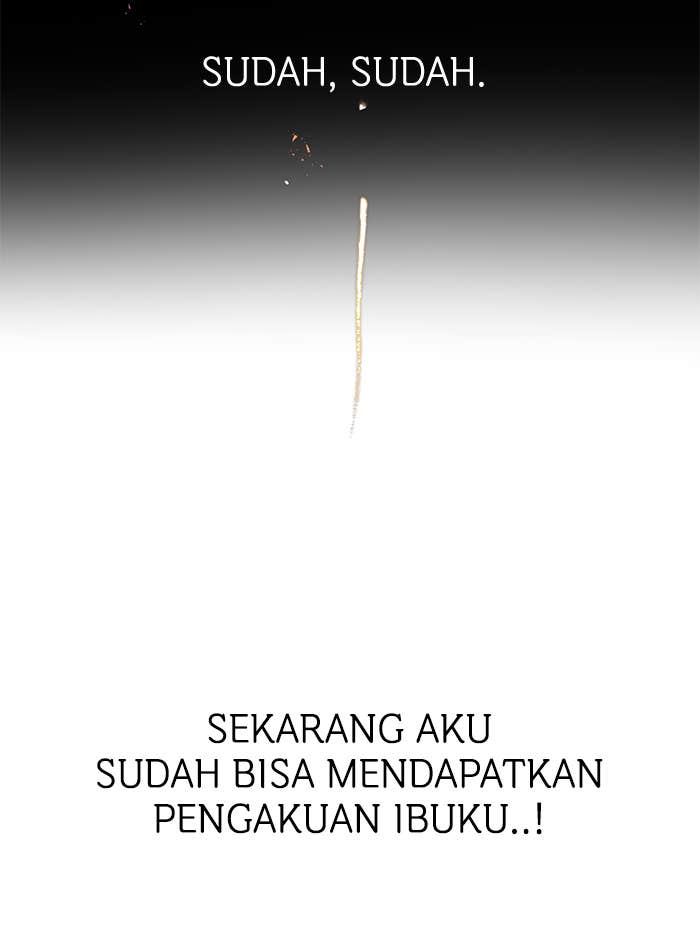 SUDAH, SUDAH.
SEKARANG AKU
SUDAH BISA MENDAPATKAN
PENGAKUAN IBUKU..!